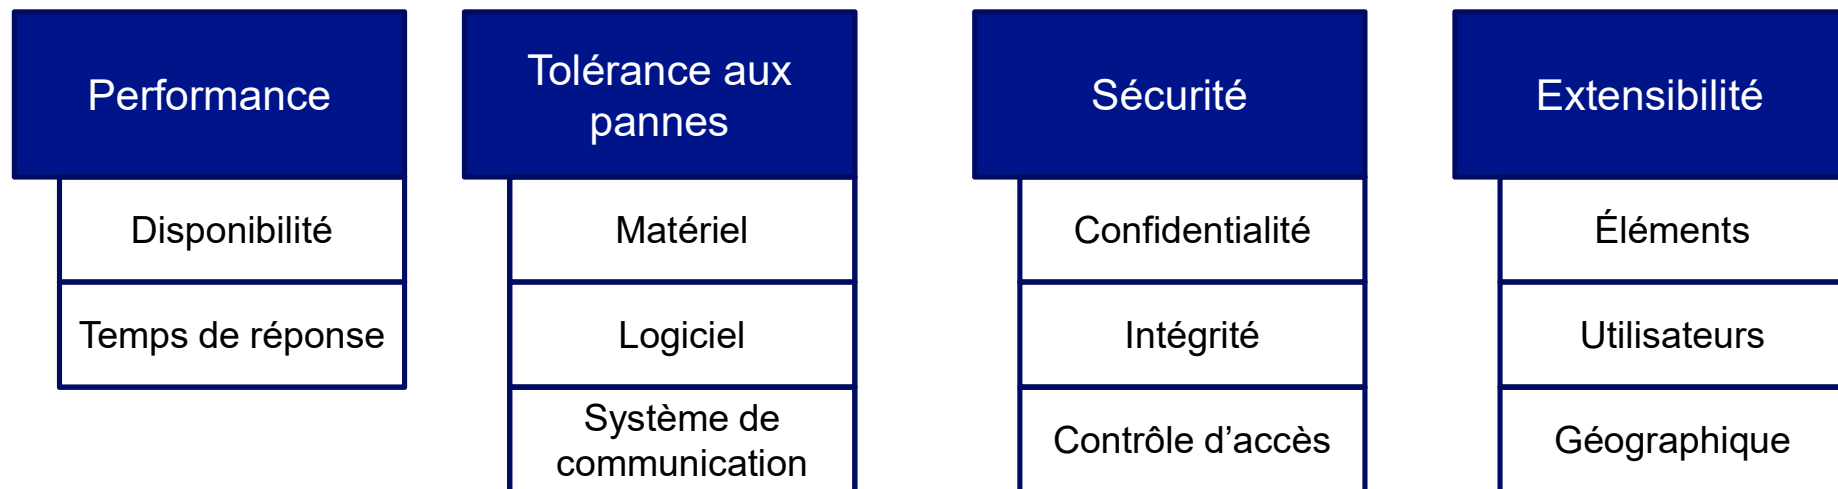 Performance
Disponibilité
Temps de réponse
Tolérance aux
pannes
Matériel
Logiciel
Système de
communication
Sécurité
Confidentialité
Intégrité
Contrôle d’accès
Extensibilité
Éléments
Utilisateurs
Géographique